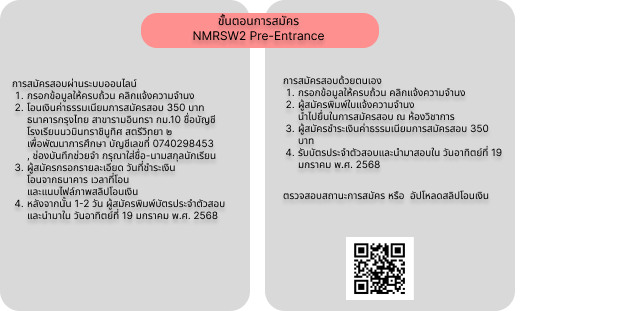 ขั้นตอนการสมัคร
NMRSW2 Pre-Entrance
การสมัครสอบผ่านระบบออนไลน์
1. กรอกข้อมูลให้ครบถ้วน คลิกแจ้งความจำนง
2. โอนเงินค่าธรรมเนียมการสมัครสอบ 350 บาท
ธนาคารกรุงไทย สาขารามอินทรา กม.10 ชื่อบัญชี
โรงเรียนนวมินทราชินูทิศ สตรีวิทยา ๒
เพื่อพัฒนาการศึกษา บัญชีเลขที่ 0740298453
, ช่องบันทึกช่วยจำ กรุณาใส่ชื่อ-นามสกุลนักเรียน
3. ผู้สมัครกรอกรายละเอียด วันที่ชำระเงิน
โอนจากธนาคาร เวลาที่โอน
และแนบไฟล์ภาพสลิปโอนเงิน
4. หลังจากนั้น 1-2 วัน ผู้สมัครพิมพ์บัตรประจำตัวสอบ
และนำมาใน วันอาทิตย์ที่ 19 มกราคม พ.ศ. 2568
การสมัครสอบด้วยตนเอง
1. กรอกข้อมูลให้ครบถ้วน คลิกแจ้งความจำนง
2. ผู้สมัครพิมพ์ใบแจ้งความจำนง
นำไปยื่นในการสมัครสอบ ณ ห้องวิชาการ
3. ผู้สมัครชำระเงินค่าธรรมเนียมการสมัครสอบ 350
บาท
4. รับบัตรประจำตัวสอบและนำมาสอบใน วันอาทิตย์ที่ 19
มกราคม พ.ศ. 2568
ตรวจสอบสถานะการสมัคร หรือ อัปโหลดสลิปโอนเงิน